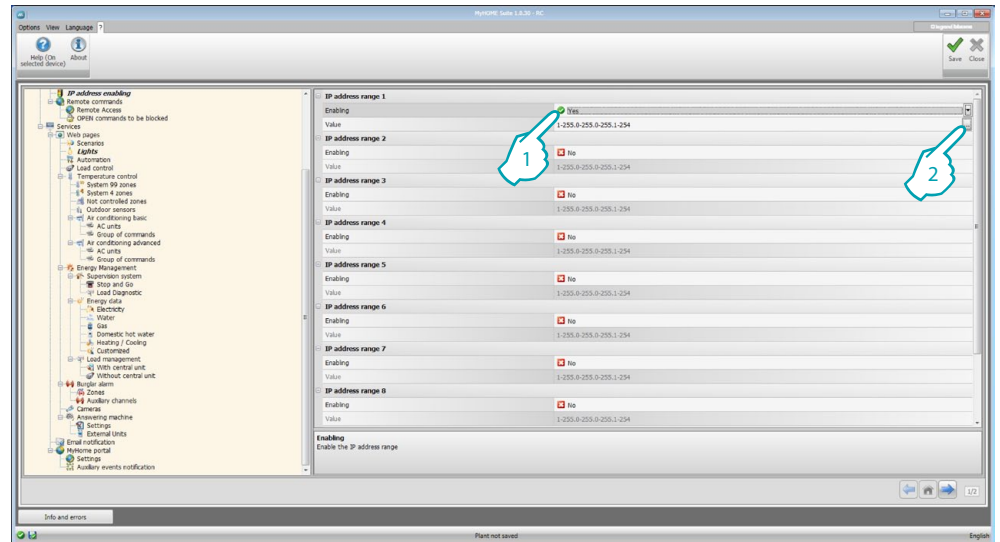 MyHOME Suite 1.0.30 - RC
Options View Language ?
Help (On selected device)
About
Save Close
IP address enabling
Remote commands
Remote Access
OPEN commands to be blocked
Services
Web pages
Scenarios
Lights
Automation
Load control
Temperature control
System 99 zones
System 4 zones
Not controlled zones
Outdoor sensors
Air conditioning basic
AC units
Group of commands
Air conditioning advanced
AC units
Group of commands
Energy Management
Supervision system
Stop and Go
Load Diagnostic
Energy data
Electricity
Water
Gas
Domestic hot water
Heating / Cooling
Customized
Load management
With central unit
Without central unit
Burglar alarm
Zones
Auxiliary channels
Cameras
Answering machine
Settings
External Units
Email notification
MyHome portal
Settings
Auxiliary events notification
IP address range 1
Enabling Yes
Value 1-255.0-255.0-255.1-254
IP address range 2
Enabling No
Value 1-255.0-255.0-255.1-254
IP address range 3
Enabling No
Value 1-255.0-255.0-255.1-254
IP address range 4
Enabling No
Value 1-255.0-255.0-255.1-254
IP address range 5
Enabling No
Value 1-255.0-255.0-255.1-254
IP address range 6
Enabling No
Value 1-255.0-255.0-255.1-254
IP address range 7
Enabling No
Value 1-255.0-255.0-255.1-254
IP address range 8
Enabling No
Value 1-255.0-255.0-255.1-254
1
2
Enabling
Enable the IP address range
1/2
Info and errors
Plant not saved
English